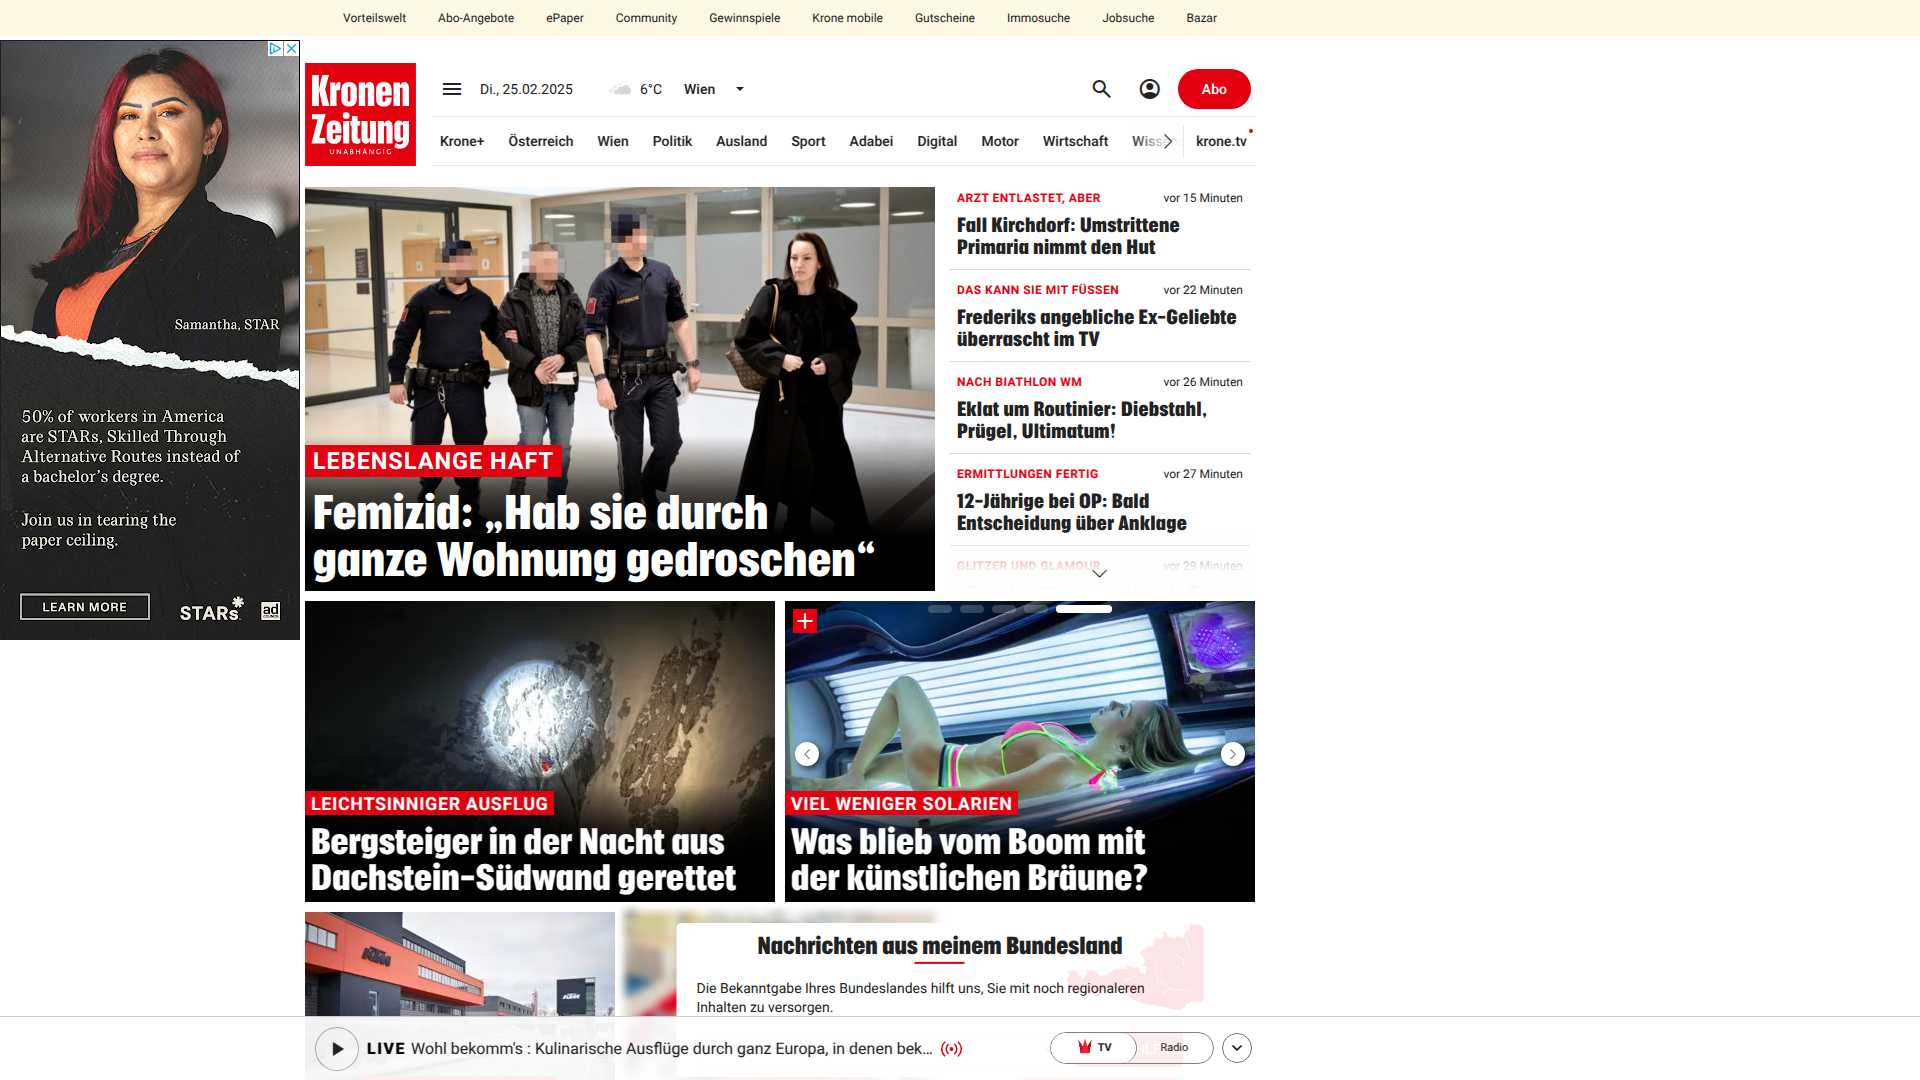 Vorteilswelt Abo-Angebote ePaper Community Gewinnspiele Krone mobile Gutscheine Immosuche Jobsuche Bazar
Kronen
Zeitung
UNABHÄNGIG
Di., 25.02.2025 6°C Wien
Abo
Krone+ Österreich Wien Politik Ausland Sport Adabei Digital Motor Wirtschaft krone.tv
Samantha, STAR
50% of workers in America
are STARs, Skilled Through
Alternative Routes instead of
a bachelor's degree.
Join us in tearing the
paper ceiling.
LEARN MORE
STARs
ad
LEBENSLANGE HAFT
Femizid: „Hab sie durch
ganze Wohnung gedroschen“
ARZT ENTLASTET, ABER vor 15 Minuten
Fall Kirchdorf: Umstrittene
Primaria nimmt den Hut
DAS KANN SIE MIT FÜSSEN vor 22 Minuten
Frederiks angebliche Ex-Geliebte
überrascht im TV
NACH BIATHLON WM vor 26 Minuten
Eklat um Routinier: Diebstahl,
Prügel, Ultimatum!
ERMITTLUNGEN FERTIG vor 27 Minuten
12-Jährige bei OP: Bald
Entscheidung über Anklage
GLITZER UND GLAMOUR vor 29 Minuten
LEICHTSINNIGER AUSFLUG
Bergsteiger in der Nacht aus
Dachstein-Südwand gerettet
VIEL WENIGER SOLARIEN
Was blieb vom Boom mit
der künstlichen Bräune?
KTM
KTM
Nachrichten aus meinem Bundesland
Die Bekanntgabe Ihres Bundeslandes hilft uns, Sie mit noch regionaleren
Inhalten zu versorgen.
LIVE Wohl bekomm's : Kulinarische Ausflüge durch ganz Europa, in denen bek...
TV Radio